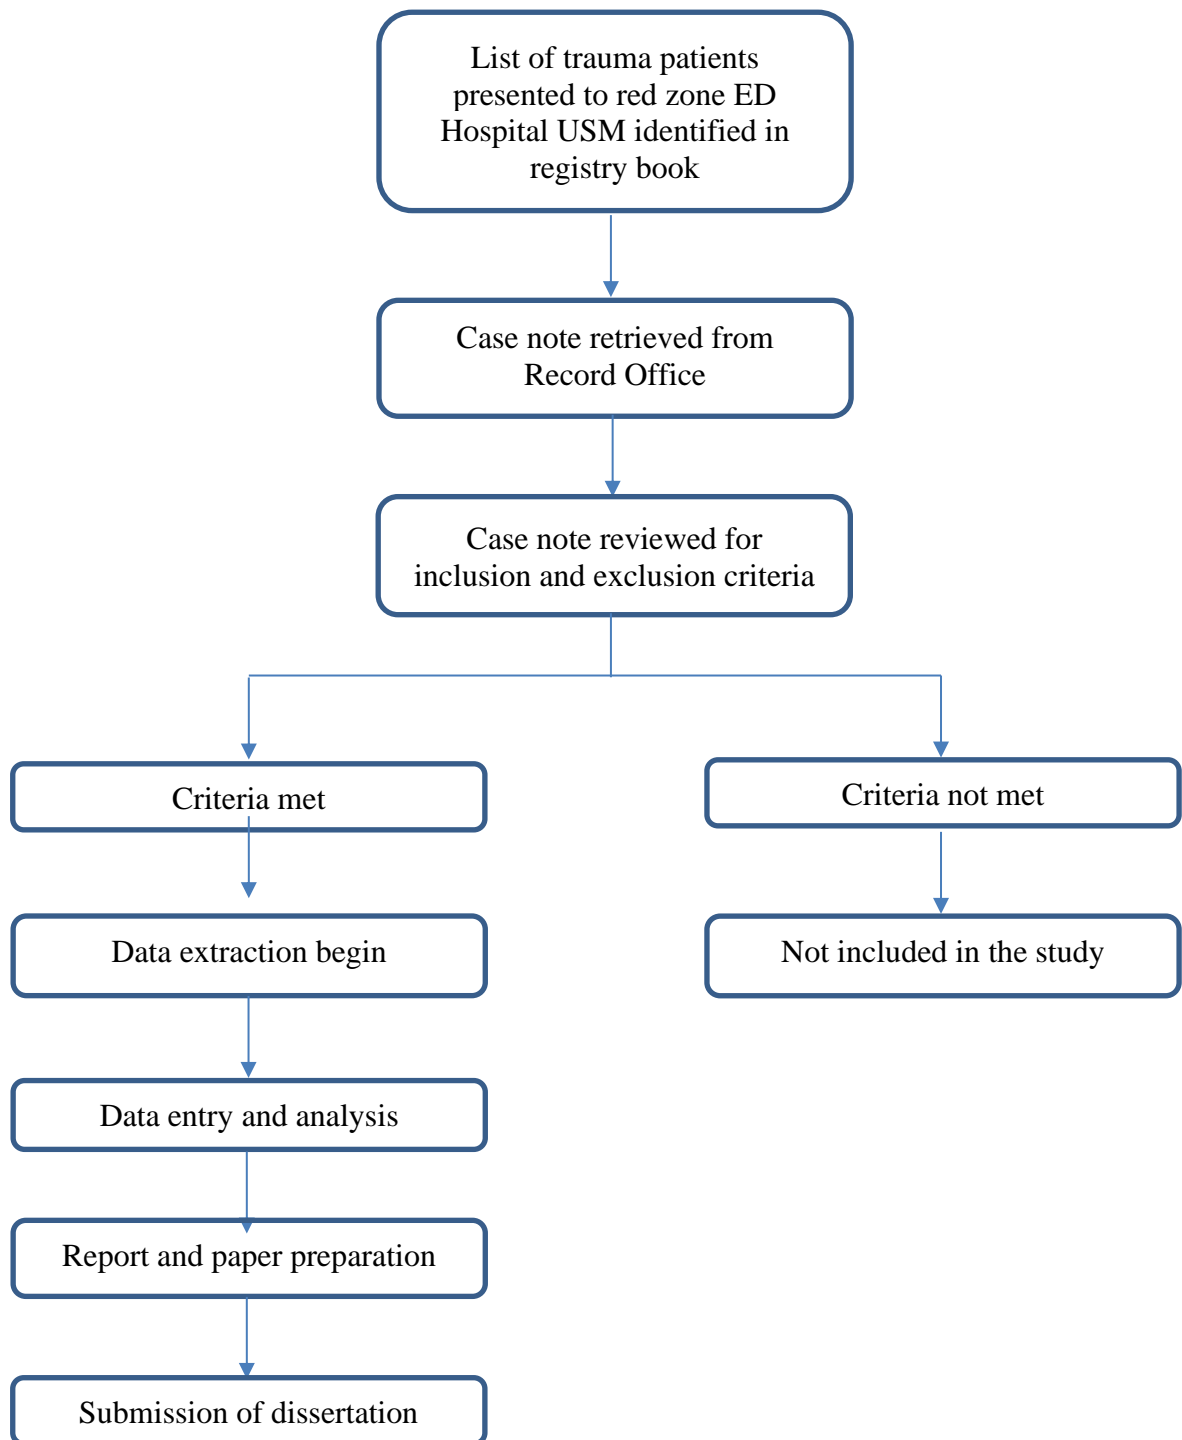 List of trauma patients
presented to red zone ED
Hospital USM identified in
registry book
Case note retrieved from
Record Office
Case note reviewed for
inclusion and exclusion criteria
Criteria met
Criteria not met
Data extraction begin
Not included in the study
Data entry and analysis
Report and paper preparation
Submission of dissertation